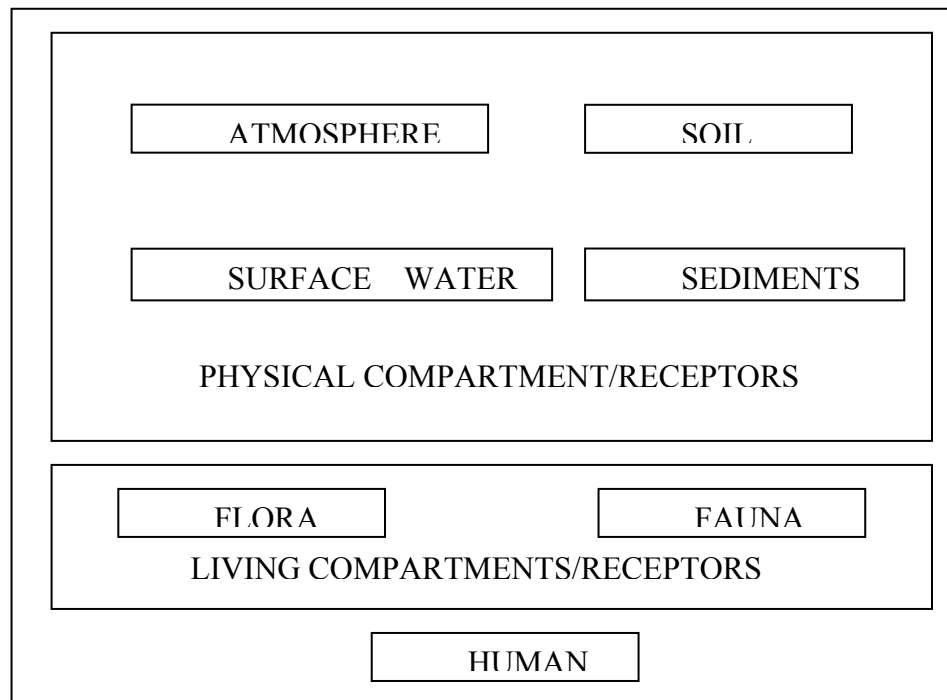 ATMOSPHERE SOIL
SURFACE WATER SEDIMENTS
PHYSICAL COMPARTMENT/RECEPTORS
FLORA FAUNA
LIVING COMPARTMENTS/RECEPTORS
HUMAN